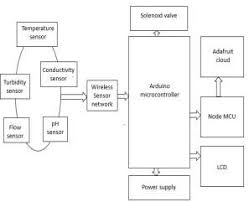 Solenoid valve
Temperature
sensor
Conductivity
sensor
Turbidity
sensor
Flow
sensor
pH
sensor
Wireless
Sensor
network
Arduino
microcontroller
Adafruit
cloud
Node MCU
LCD
Power supply